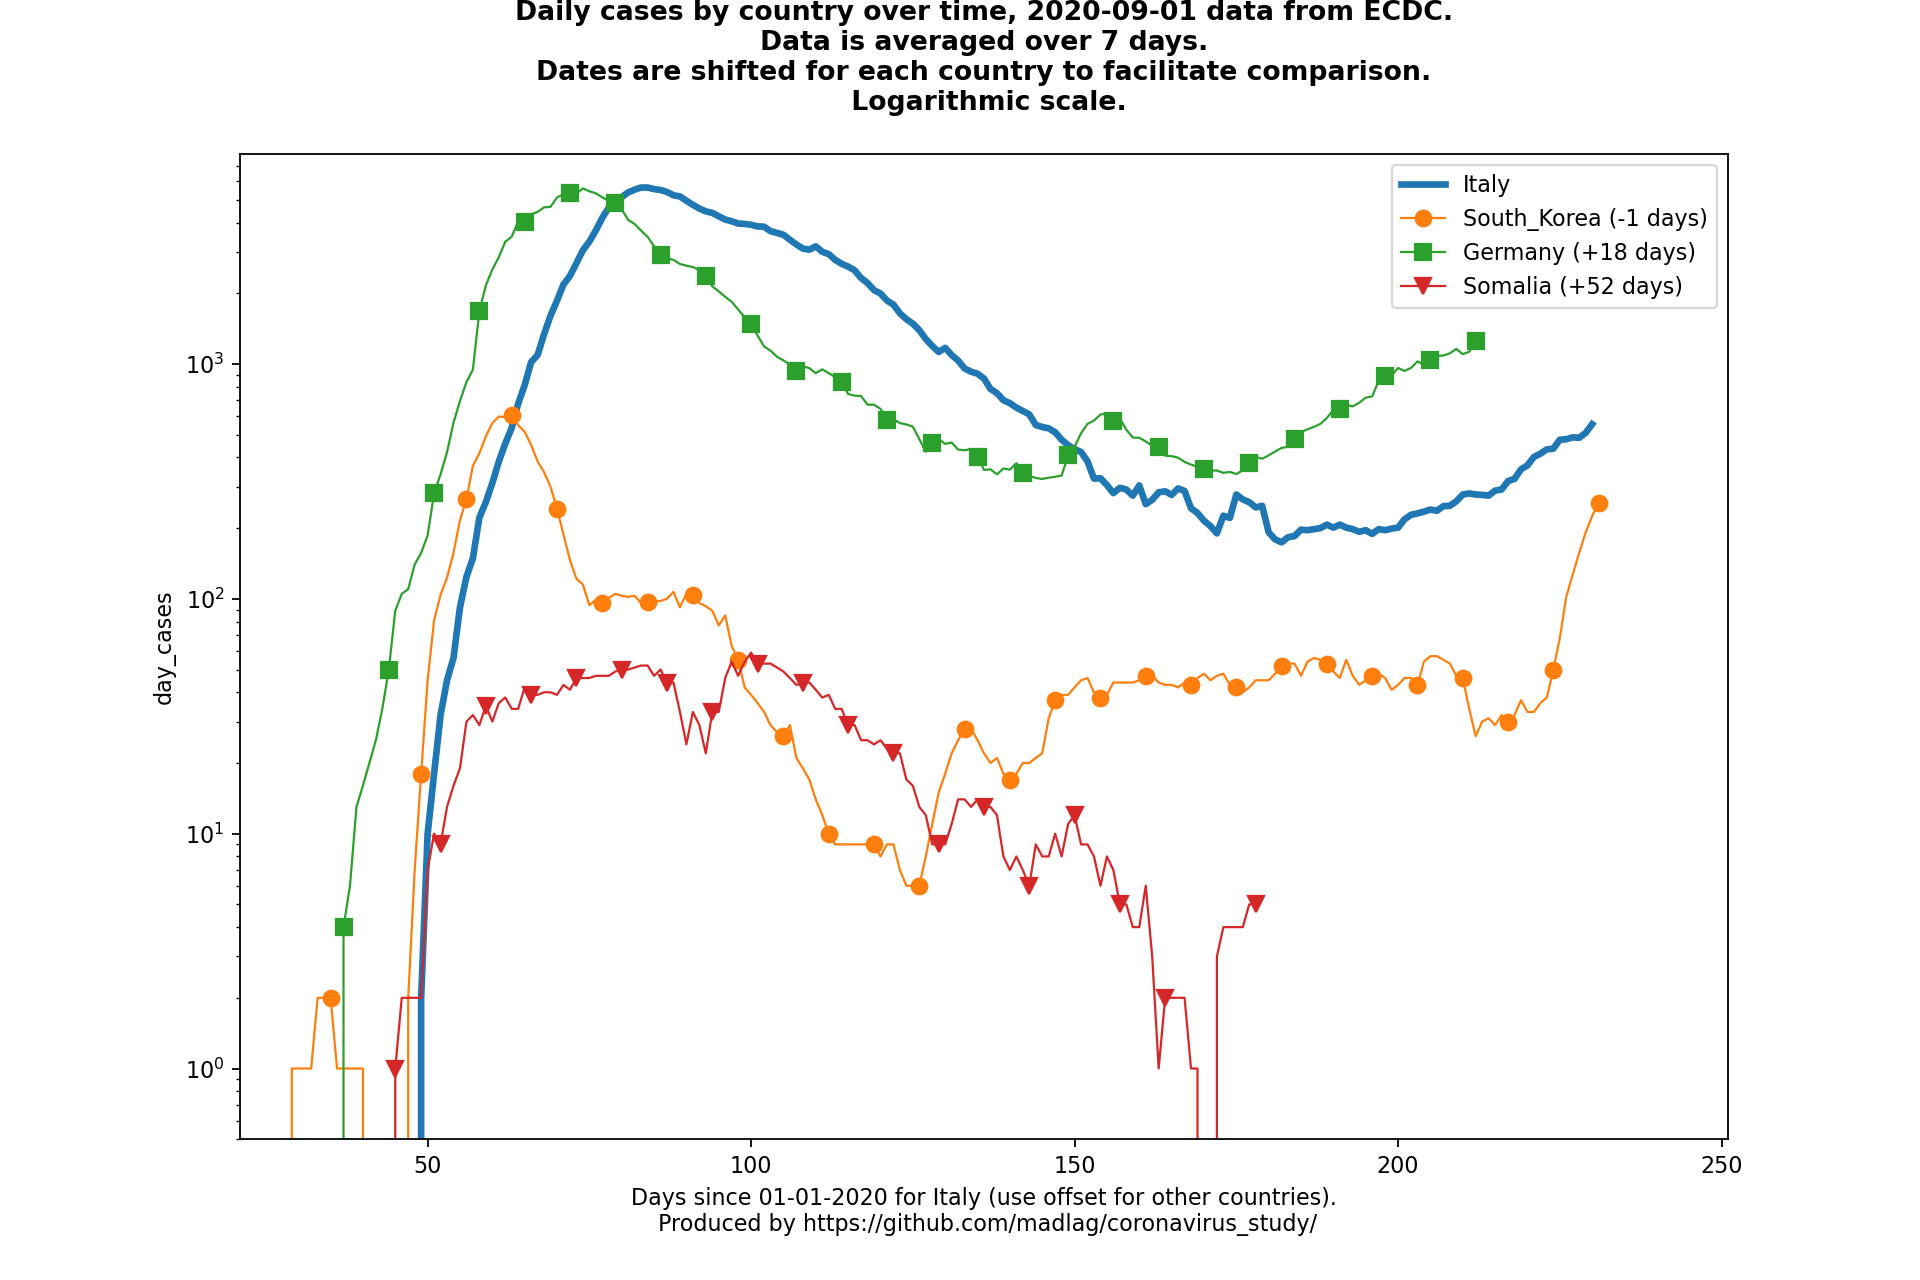 Daily cases by country over time, 2020-09-01 data from ECDC.
Data is averaged over 7 days.
Dates are shifted for each country to facilitate comparison.
Logarithmic scale.
Italy
South_Korea (-1 days)
Germany (+18 days)
Somalia (+52 days)
10³
10²
10¹
10⁰
day_cases
50 100 150 200 250
Days since 01-01-2020 for Italy (use offset for other countries).
Produced by https://github.com/madlag/coronavirus_study/